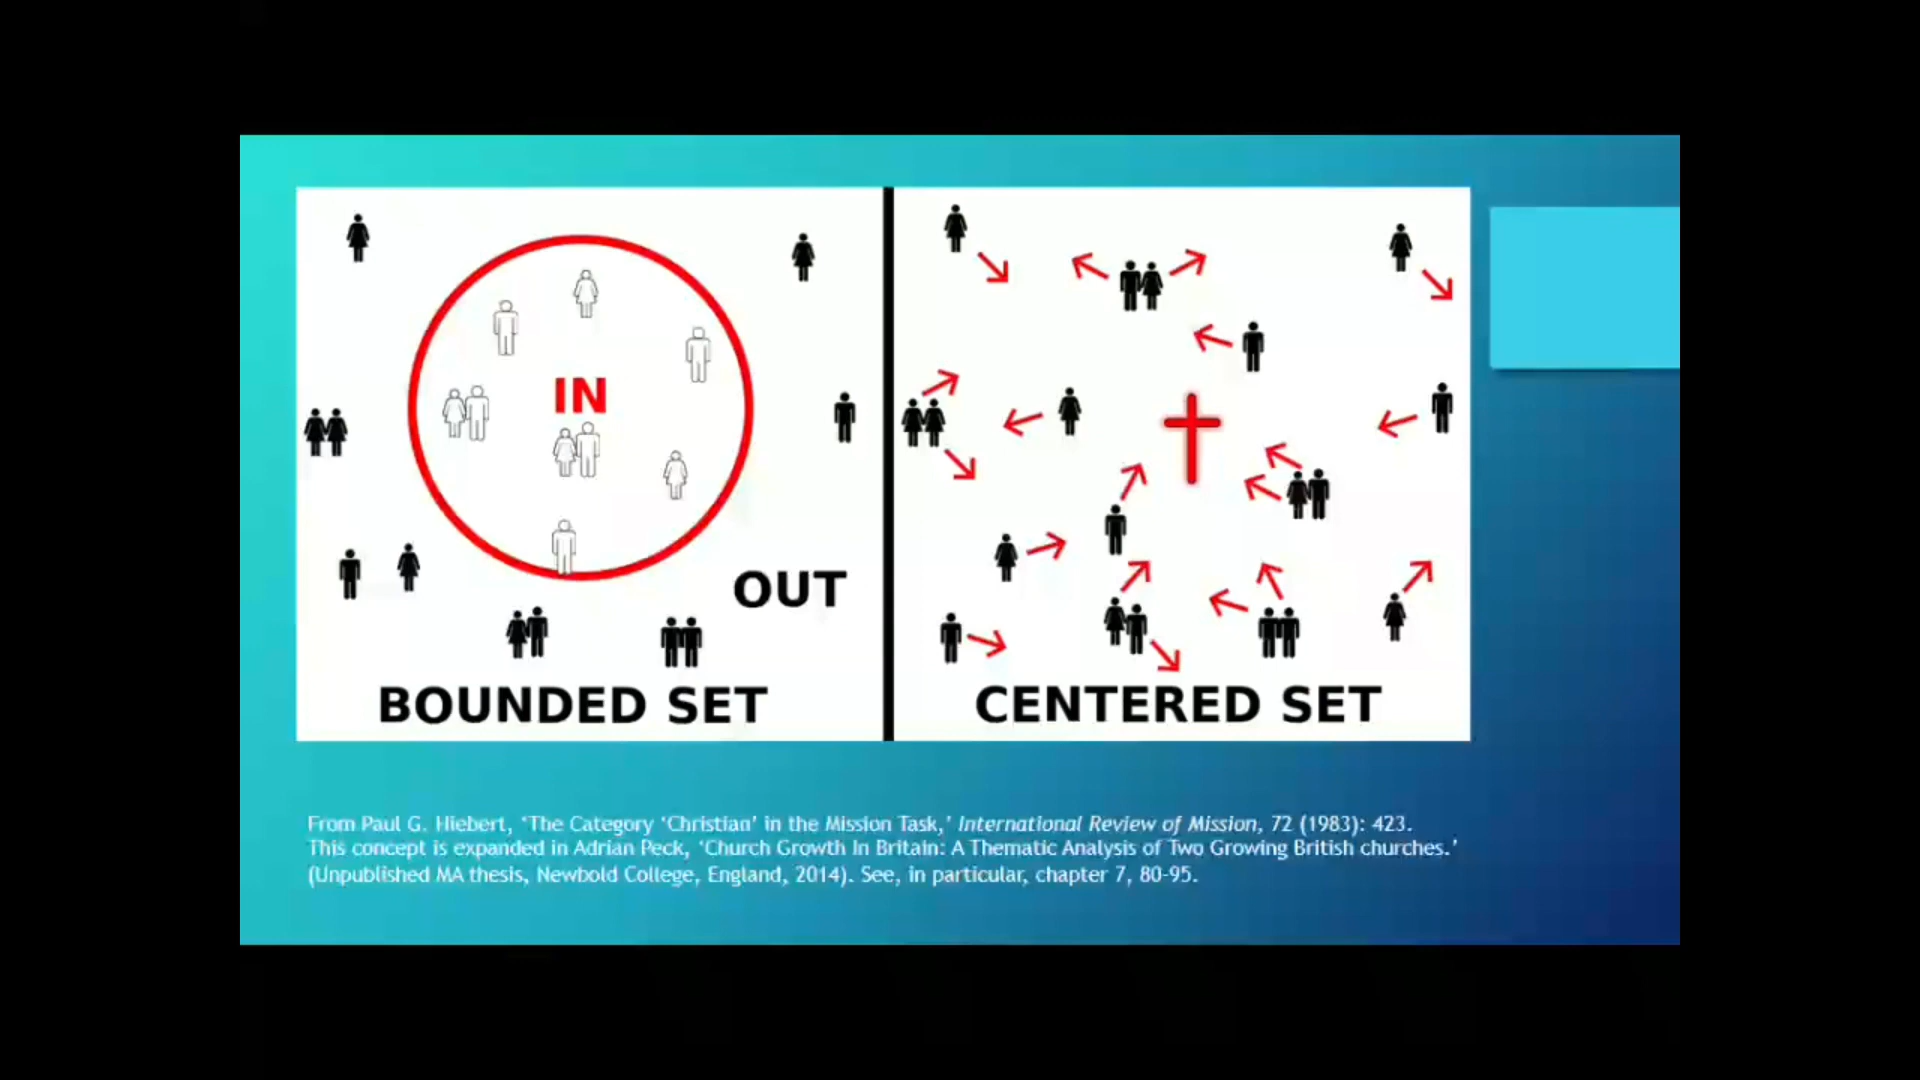 IN
OUT
BOUNDED SET
CENTERED SET
From Paul G. Hiebert, ‘The Category ‘Christian’ in the Mission Task,’ International Review of Mission, 72 (1983): 423.
This concept is expanded in Adrian Peck, ‘Church Growth in Britain: A Thematic Analysis of Two Growing British churches.’
(Unpublished MA thesis, Newbold College, England, 2014). See, in particular, chapter 7, 80-95.